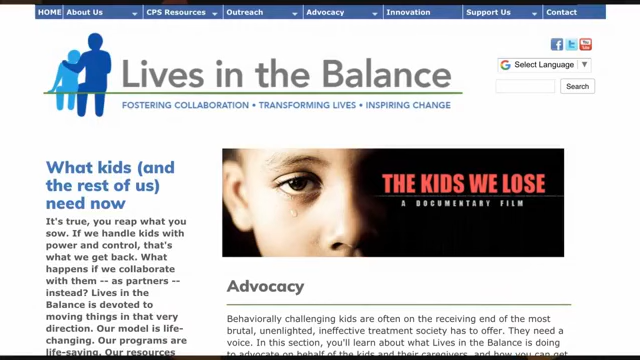 HOME About Us CPS Resources Outreach Advocacy Innovation Support Us Contact
Select Language
Search
Lives in the Balance
FOSTERING COLLABORATION • TRANSFORMING LIVES • INSPIRING CHANGE
What kids (and
the rest of us)
need now
It's true, you reap what you
sow. If we handle kids with
power and control, that's
what we get back. What
happens if we collaborate
with them -- as partners --
instead? Lives in the
Balance is devoted to
moving things in that very
direction. Our model is life-
changing. Our programs are
life-saving. Our resources
THE KIDS WE LOSE
A DOCUMENTARY FILM
Advocacy
Behaviorally challenging kids are often on the receiving end of the most
brutal, unenlightened, ineffective treatment society has to offer. They need a
voice. In this section, you'll learn about what Lives in the Balance is doing
to advocate on behalf of the kids and their caregivers, and how you can get